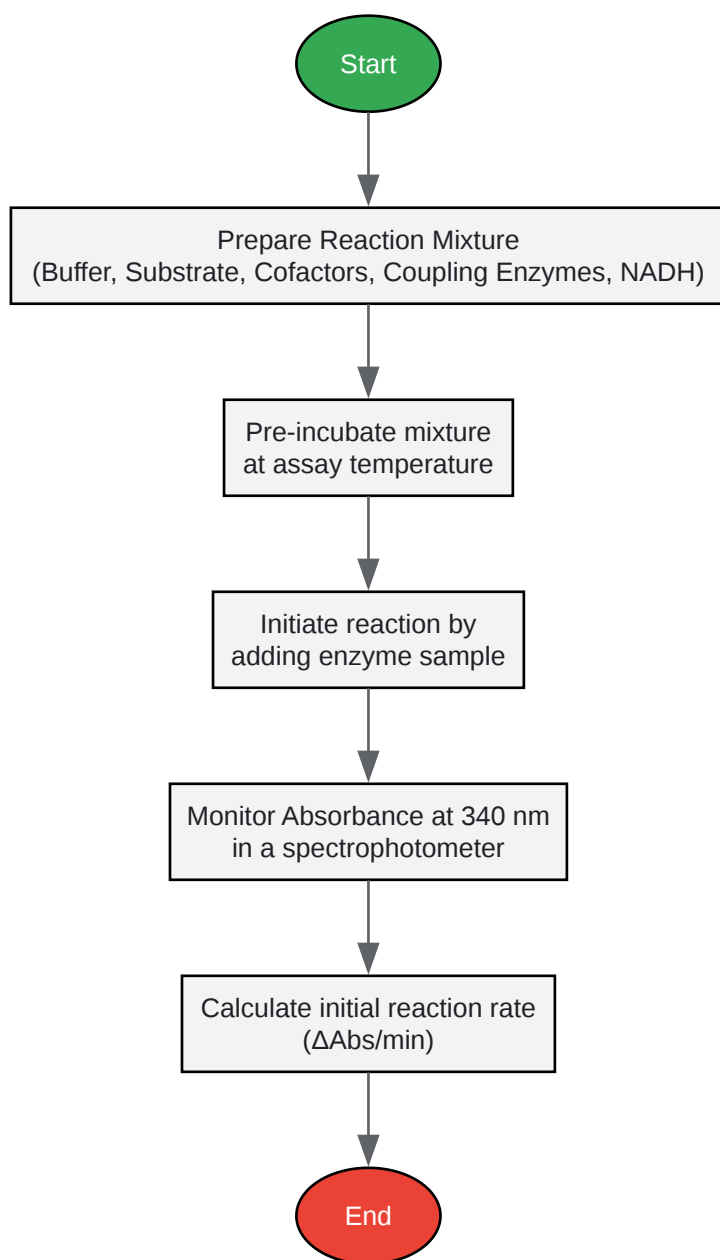 Start
Prepare Reaction Mixture
(Buffer, Substrate, Cofactors, Coupling Enzymes, NADH)
Pre-incubate mixture
at assay temperature
Initiate reaction by
adding enzyme sample
Monitor Absorbance at 340 nm
in a spectrophotometer
Calculate initial reaction rate
(ΔAbs/min)
End